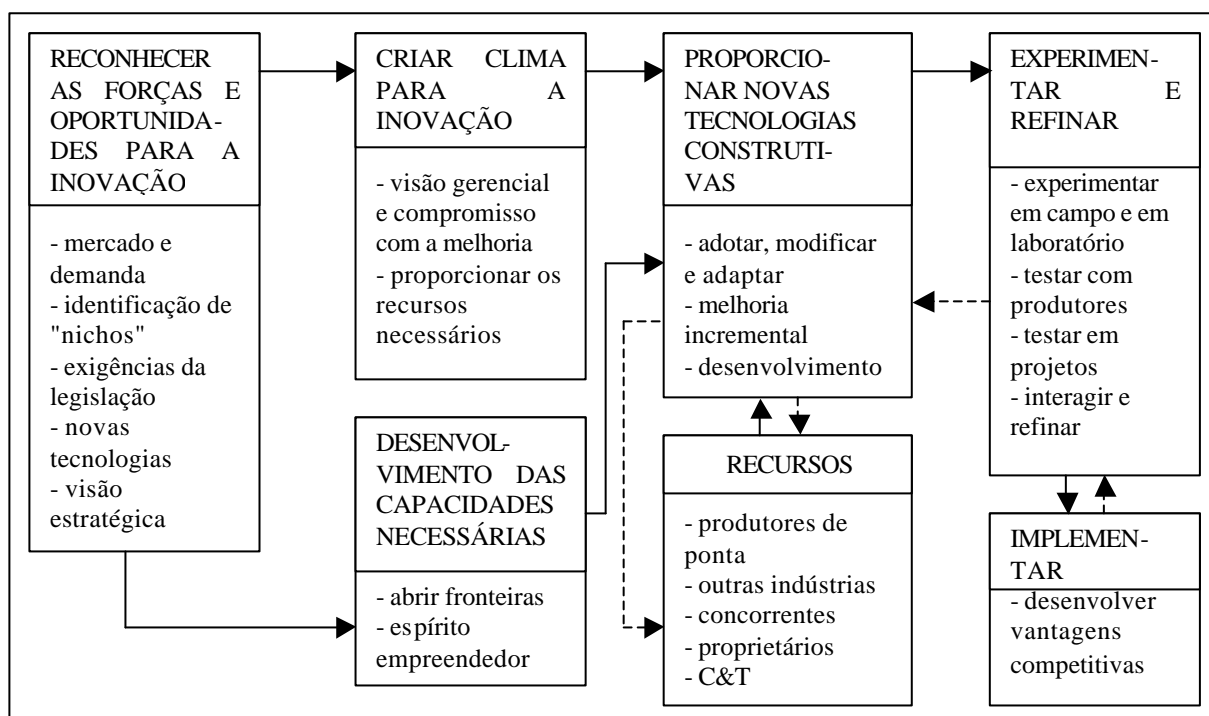 RECONHECER
AS FORÇAS E
OPORTUNIDA-
DES PARA A
INOVAÇÃO
- mercado e
demanda
- identificação de
"nichos"
- exigências da
legislação
- novas
tecnologias
- visão
estratégica
CRIAR CLIMA
PARA A
INOVAÇÃO
- visão gerencial
e compromisso
com a melhoria
- proporcionar os
recursos
necessários
DESENVOL-
VIMENTO DAS
CAPACIDADES
NECESSÁRIAS
- abrir fronteiras
- espírito
empreendedor
PROPORCIO-
NAR NOVAS
TECNOLOGIAS
CONSTRUTI-
VAS
- adotar, modificar
e adaptar
- melhoria
incremental
- desenvolvimento
RECURSOS
- produtores de
ponta
- outras indústrias
- concorrentes
- proprietários
- C&T
EXPERIMEN-
TAR E
REFINAR
- experimentar
em campo e em
laboratório
- testar com
produtores
- testar em
projetos
- interagir e
refinar
IMPLEMEN-
TAR
- desenvolver
vantagens
competitivas